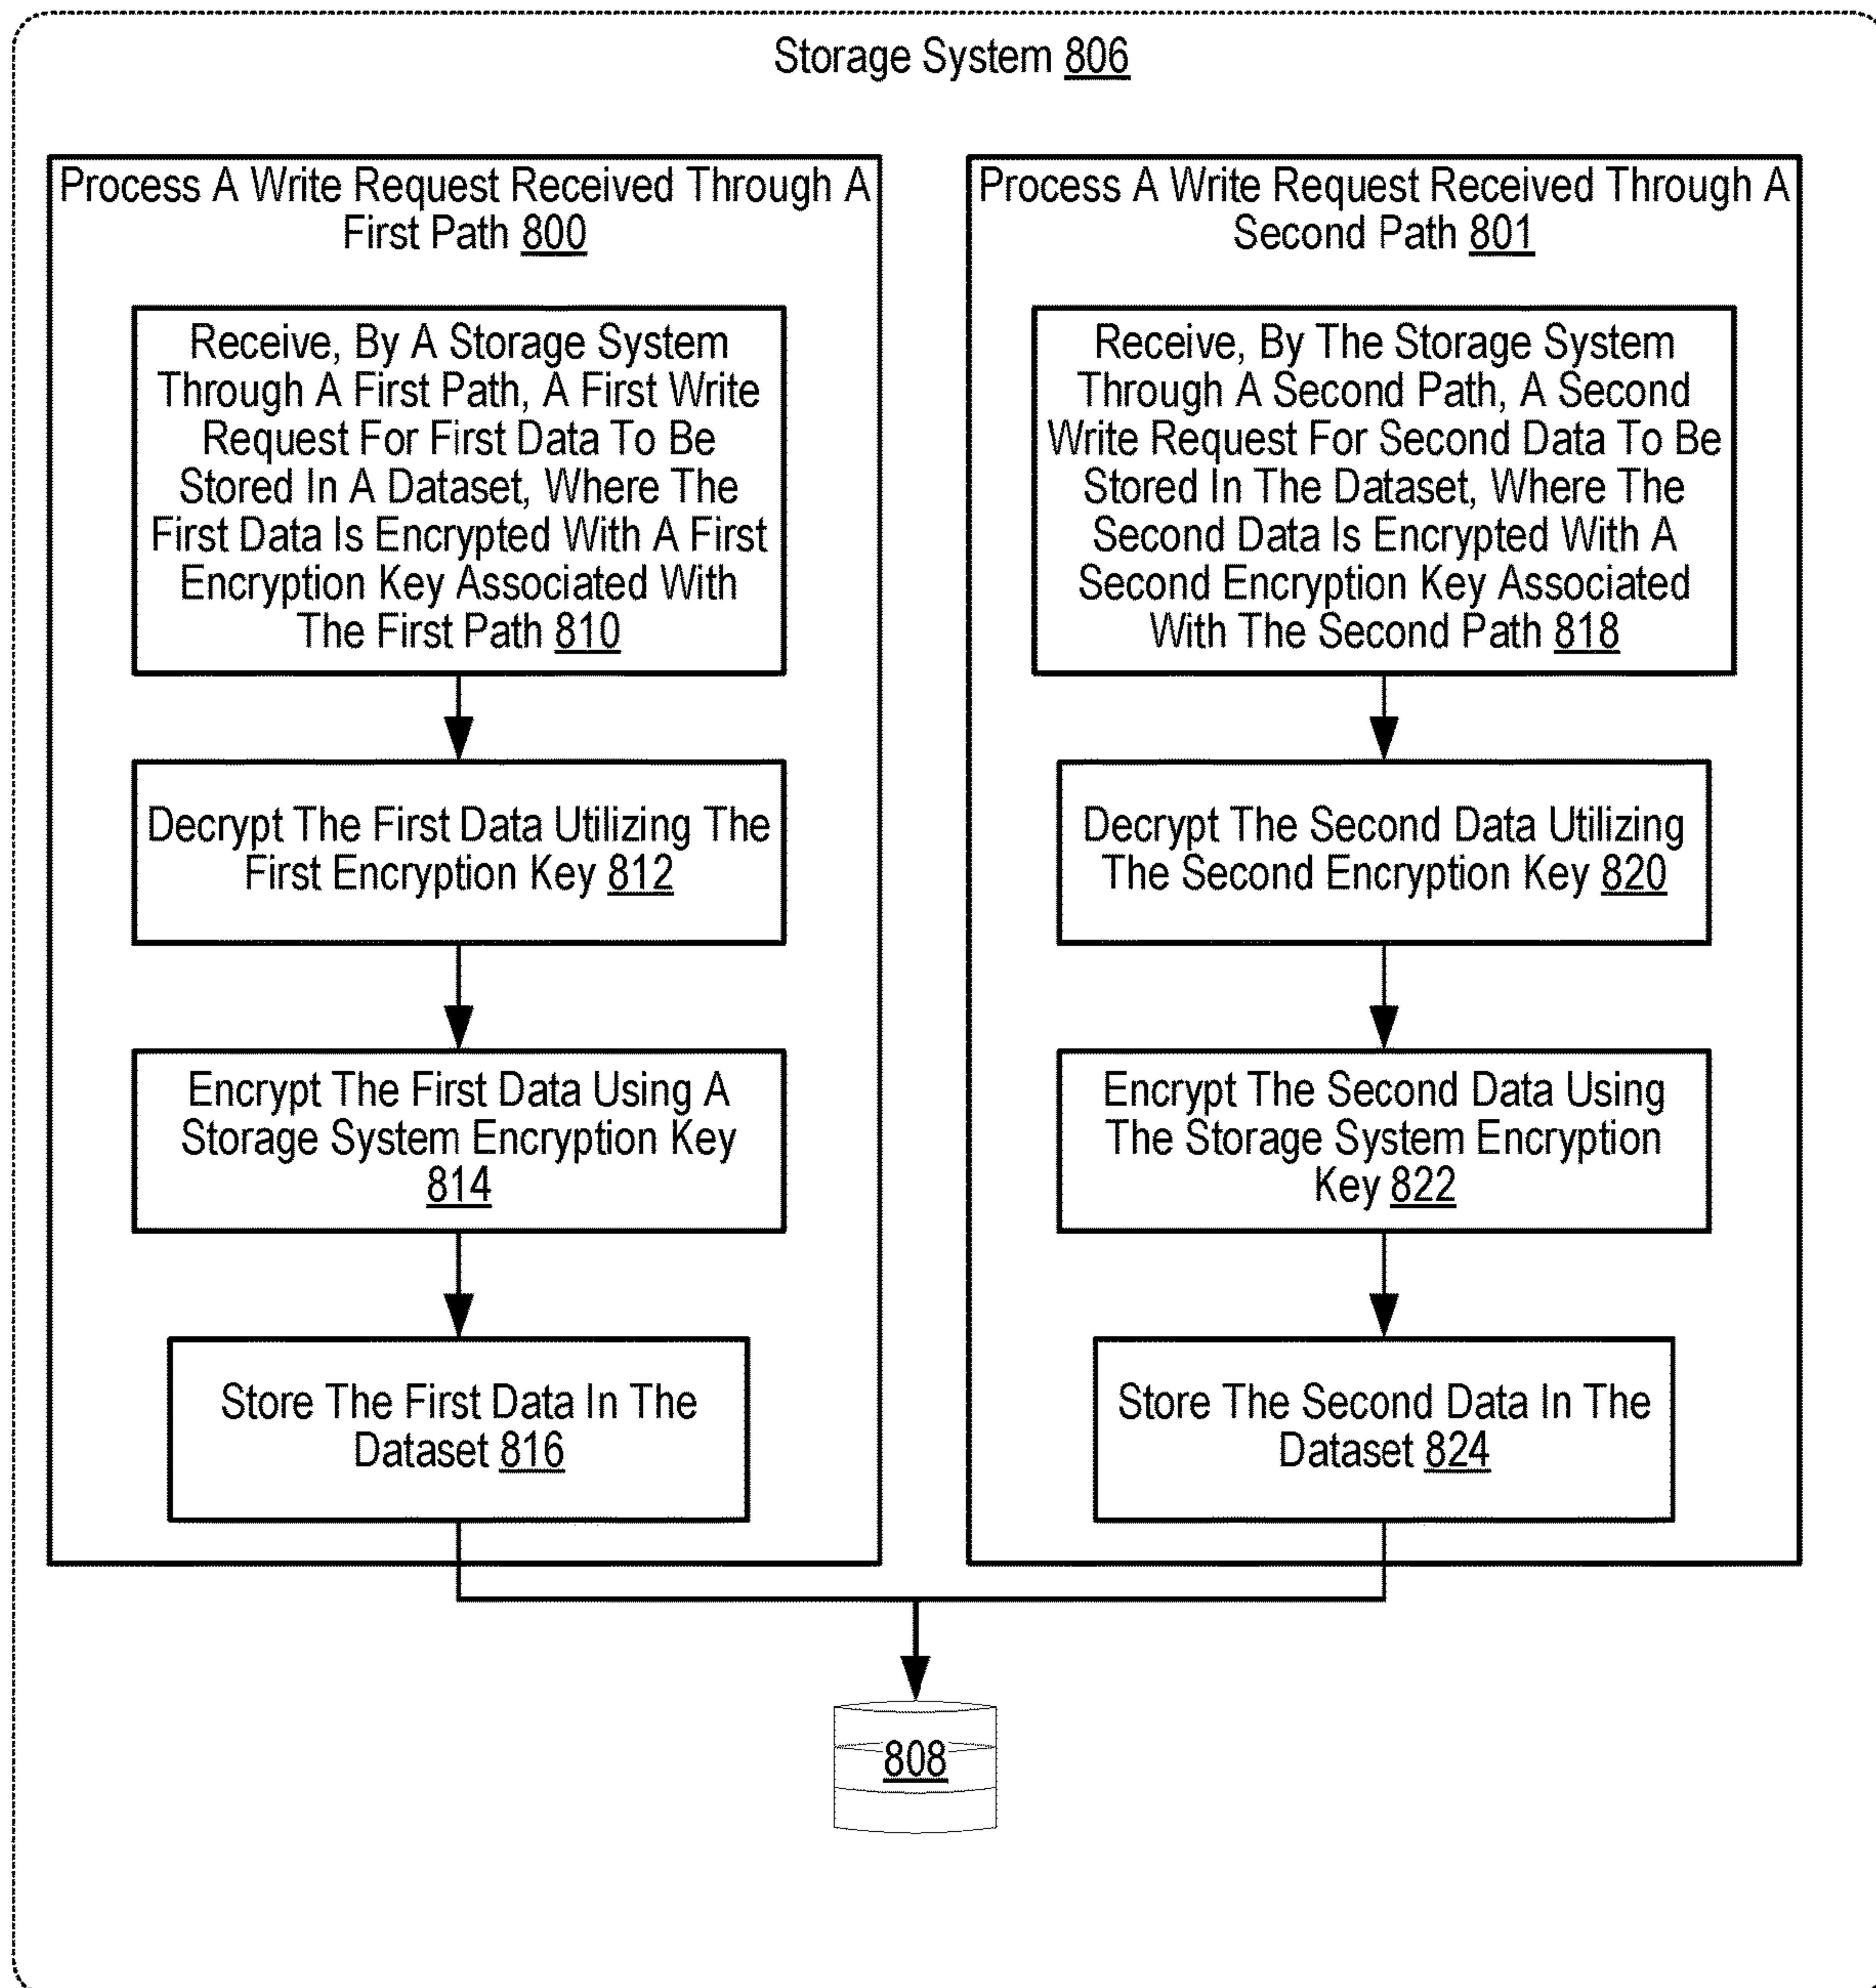 Storage System 806
Process A Write Request Received Through A
First Path 800
Receive, By A Storage System
Through A First Path, A First Write
Request For First Data To Be
Stored In A Dataset, Where The
First Data Is Encrypted With A First
Encryption Key Associated With
The First Path 810
Decrypt The First Data Utilizing The
First Encryption Key 812
Encrypt The First Data Using A
Storage System Encryption Key
814
Store The First Data In The
Dataset 816
Process A Write Request Received Through A
Second Path 801
Receive, By The Storage System
Through A Second Path, A Second
Write Request For Second Data To Be
Stored In The Dataset, Where The
Second Data Is Encrypted With A
Second Encryption Key Associated
With The Second Path 818
Decrypt The Second Data Utilizing
The Second Encryption Key 820
Encrypt The Second Data Using
The Storage System Encryption
Key 822
Store The Second Data In The
Dataset 824
808